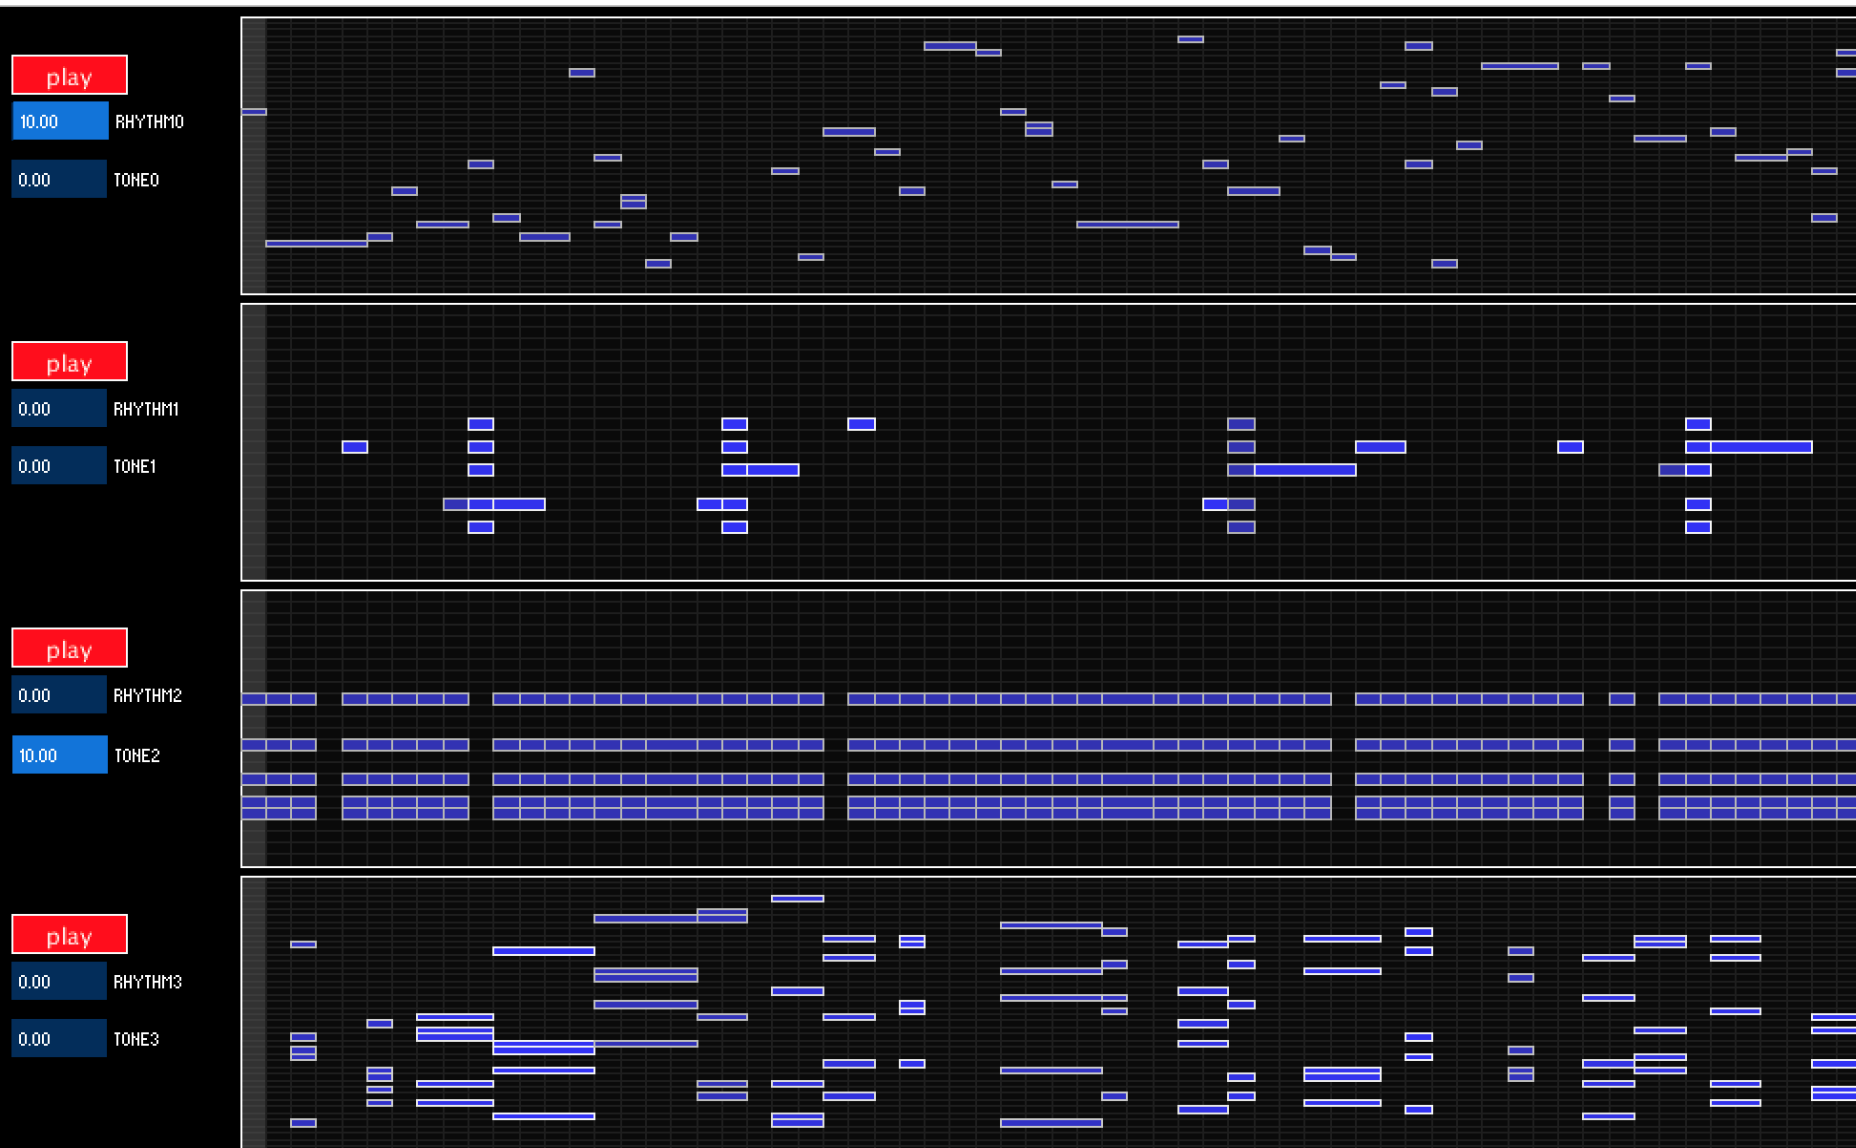 play
10.00 RHYTHM0
0.00 TONE0
play
0.00 RHYTHM1
0.00 TONE1
play
0.00 RHYTHM2
10.00 TONE2
play
0.00 RHYTHM3
0.00 TONE3